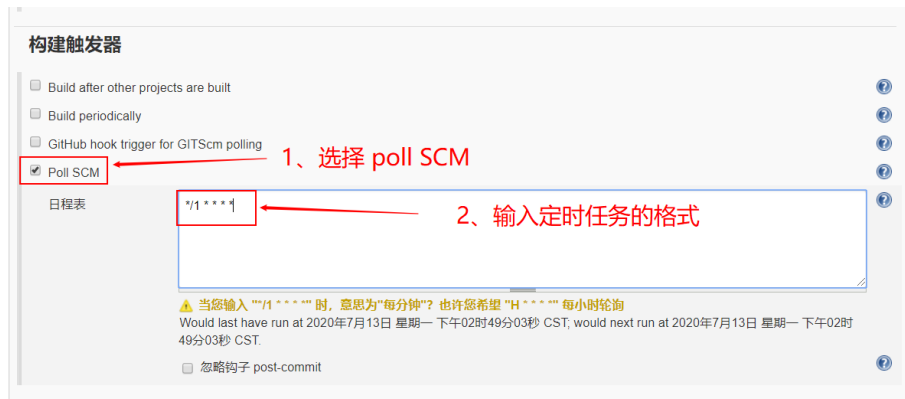 构建触发器
Build after other projects are built
Build periodically
GitHub hook trigger for GITScm polling
1、选择 poll SCM
Poll SCM
日程表
*/1 * * * *
2、输入定时任务的格式
当您输入 "*/1 * * * *" 时，意思为"每分钟"？也许您希望 "H * * * *" 每小时轮询
Would last have run at 2020年7月13日 星期一 下午02时49分03秒 CST; would next run at 2020年7月13日 星期一 下午02时
49分03秒 CST.
忽略钩子 post-commit